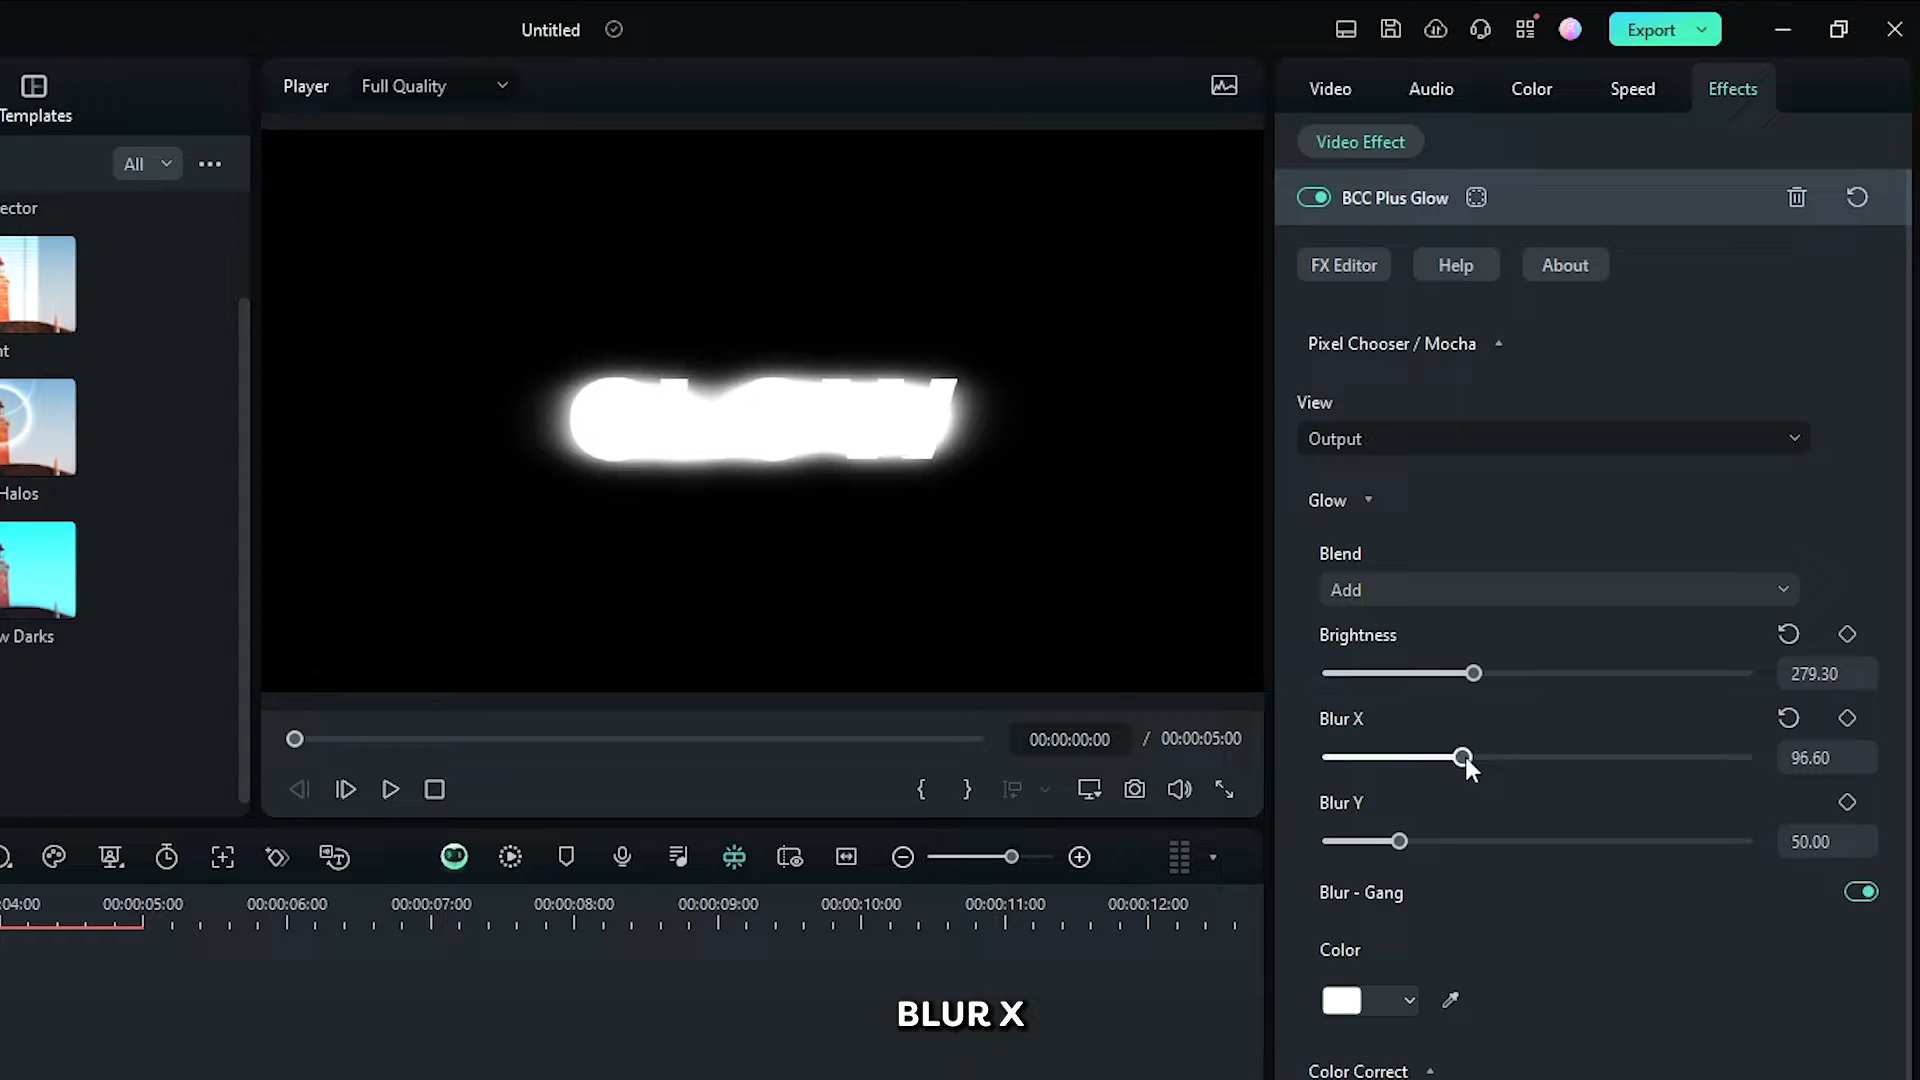 Untitled
Export
Templates
Player
Full Quality
Video
Audio
Color
Speed
Effects
All
Video Effect
ector
BCC Plus Glow
FX Editor
Help
About
nt
Pixel Chooser / Mocha
View
Output
Halos
Glow
Blend
Add
w Darks
Brightness
279.30
Blur X
96.60
00:00:00:00
/
00:00:05:00
{
}
Blur Y
50.00
Blur - Gang
:04:00
00:00:05:00
00:00:06:00
00:00:07:00
00:00:08:00
00:00:09:00
00:00:10:00
00:00:11:00
00:00:12:00
Color
BLUR X
Color Correct